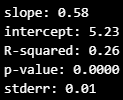 slope: 0.58
intercept: 5.23
R-squared: 0.26
p-value: 0.0000
stderr: 0.01